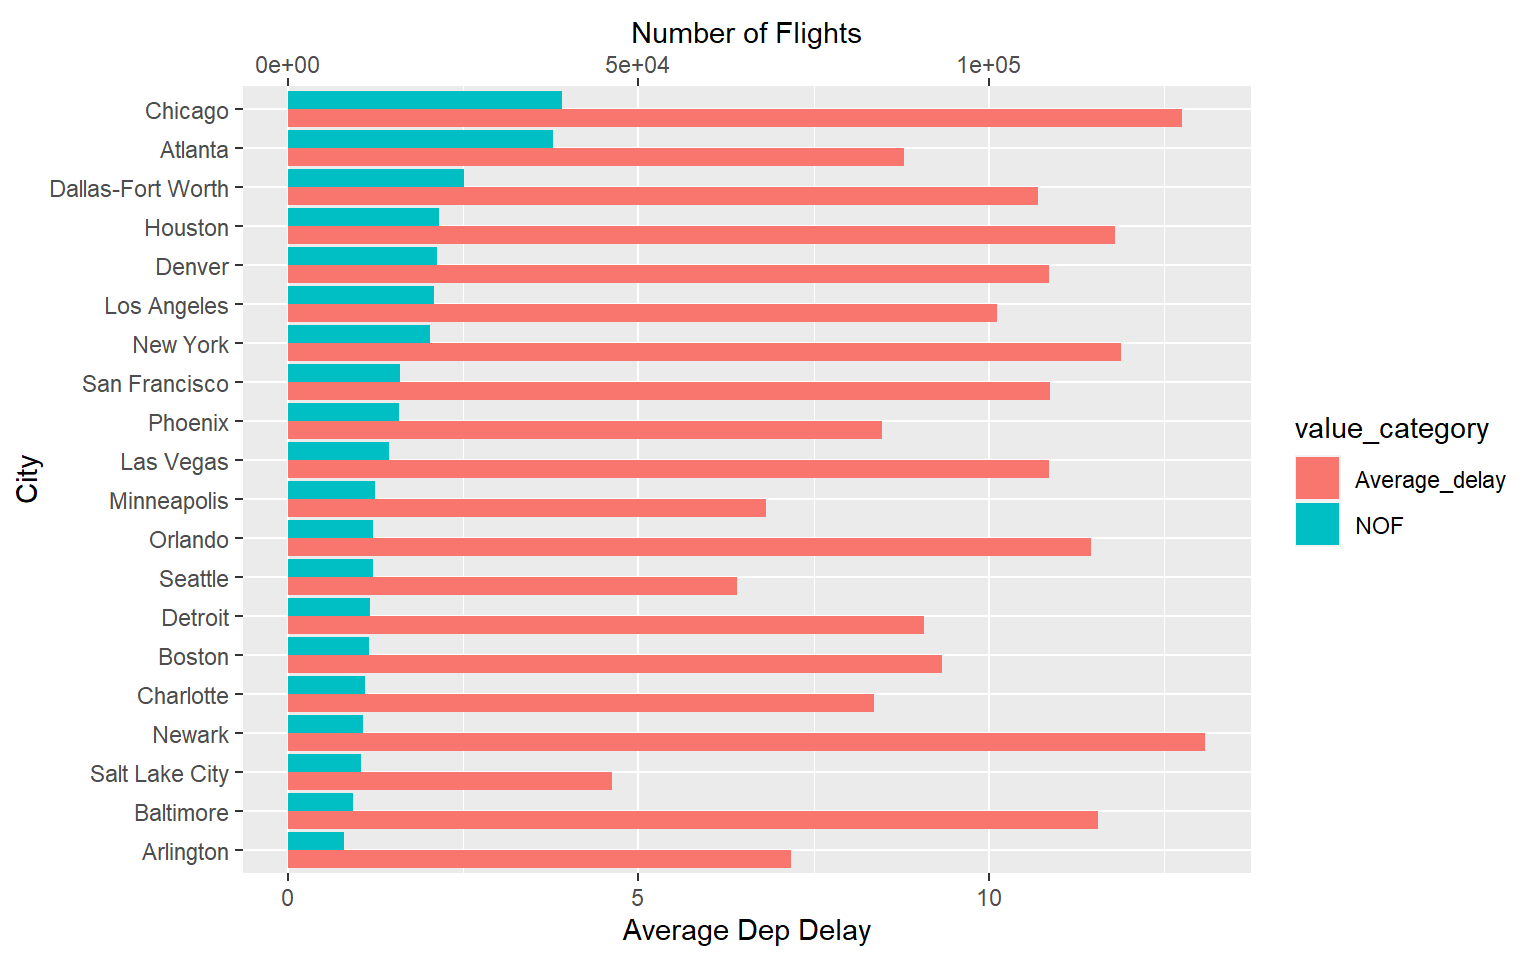 Number of Flights
0e+00 5e+04 1e+05
Chicago
Atlanta
Dallas-Fort Worth
Houston
Denver
Los Angeles
New York
San Francisco
Phoenix
Las Vegas
Minneapolis
Orlando
Seattle
Detroit
Boston
Charlotte
Newark
Salt Lake City
Baltimore
Arlington
City
0 5 10
Average Dep Delay
value_category
Average_delay
NOF